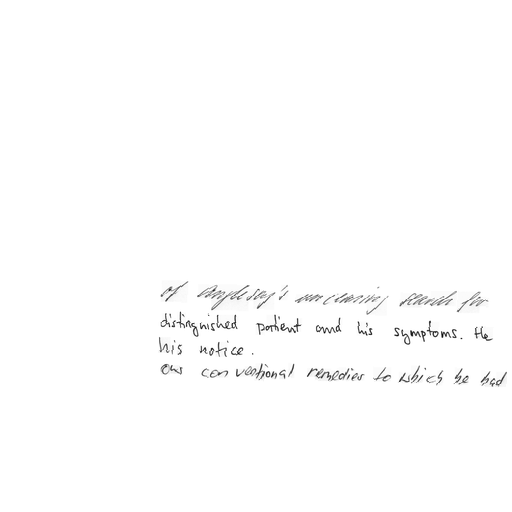 of Anglesey's unceasing search for
distinguished patient and his symptoms. He
his notice.
conventional remedies to which he had